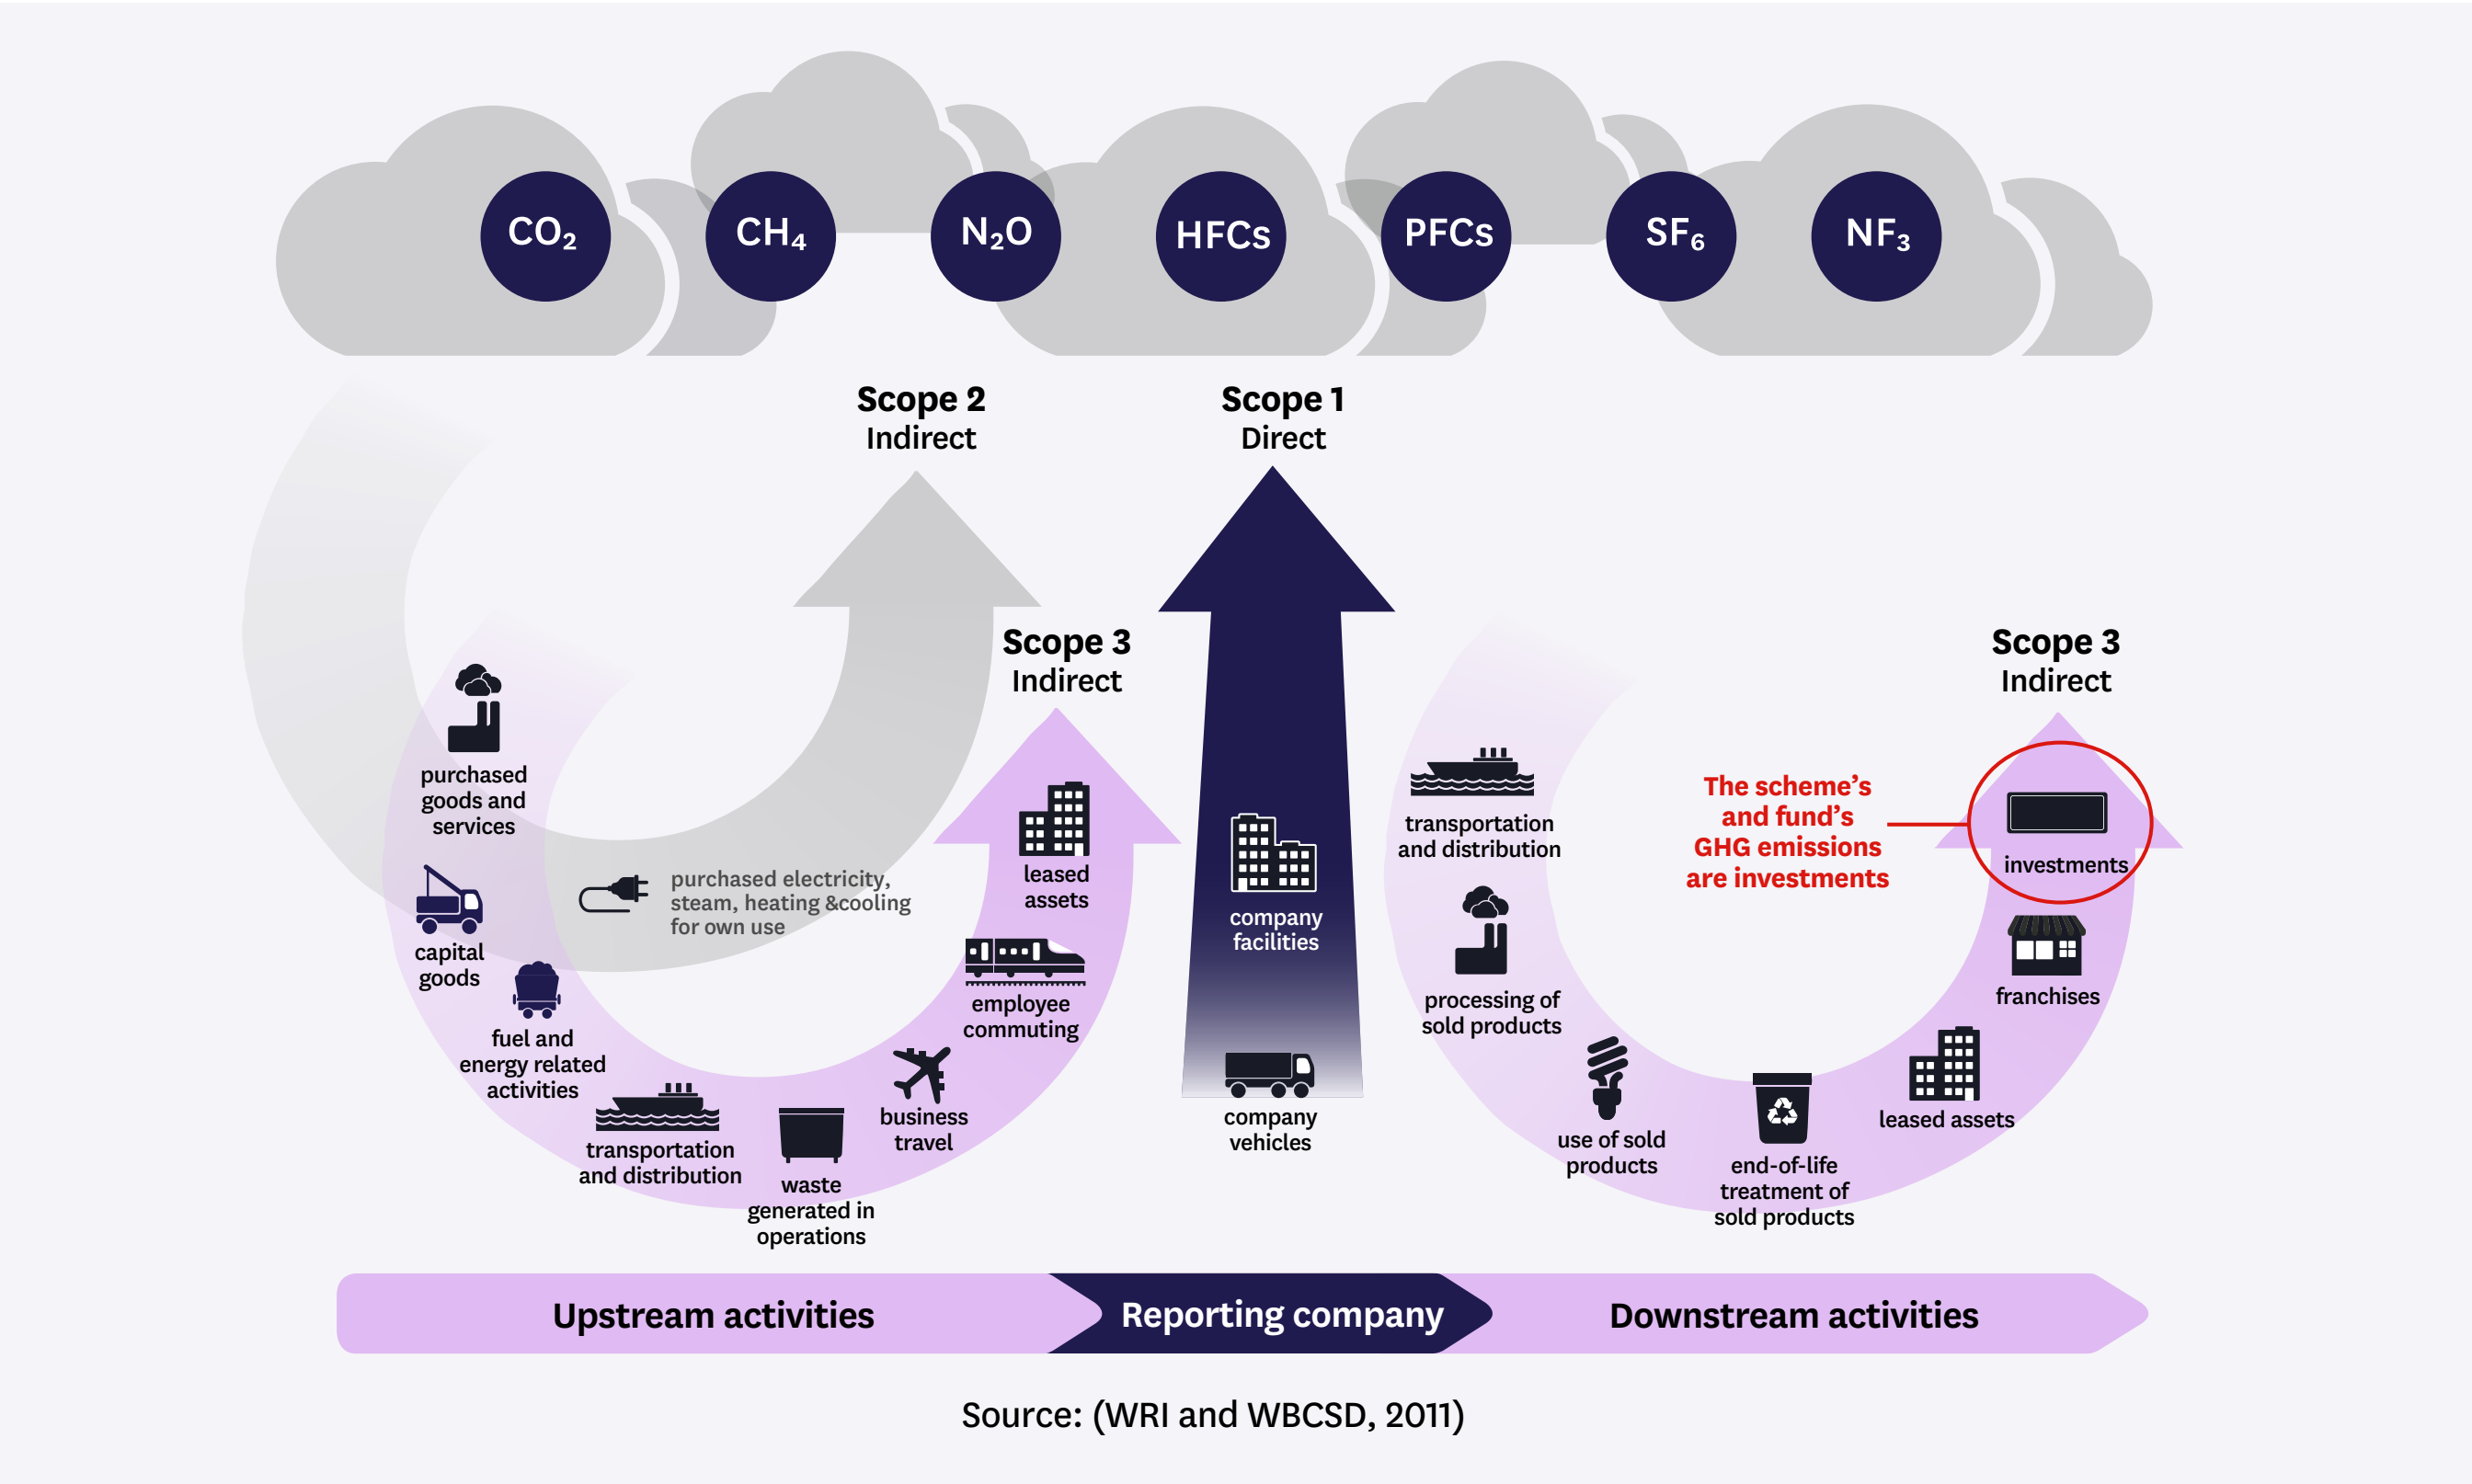 CO₂
CH₄
N₂O
HFCs
PFCs
SF₆
NF₃
Scope 2
Indirect
Scope 1
Direct
Scope 3
Indirect
Scope 3
Indirect
purchased
goods and
services
capital
goods
fuel and
energy related
activities
transportation
and distribution
waste
generated in
operations
business
travel
employee
commuting
leased
assets
purchased electricity,
steam, heating &cooling
for own use
company
facilities
company
vehicles
transportation
and distribution
processing of
sold products
use of sold
products
end-of-life
treatment of
sold products
leased assets
franchises
investments
The scheme’s
and fund’s
GHG emissions
are investments
Upstream activities
Reporting company
Downstream activities
Source: (WRI and WBCSD, 2011)